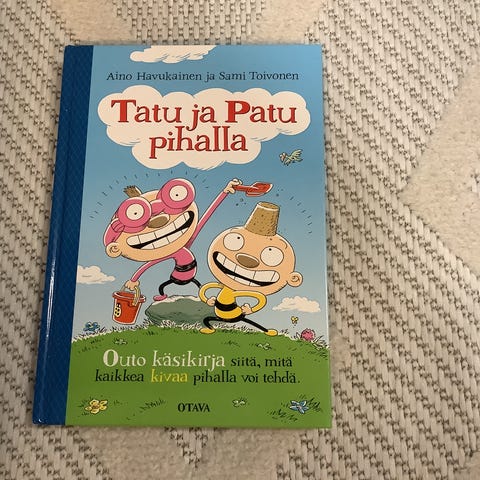 Aino Havukainen ja Sami Toivonen
Tatu ja Patu
pihalla
Outo käsikirja siitä, mitä
kaikkea kivaa pihalla voi tehdä.
OTAVA